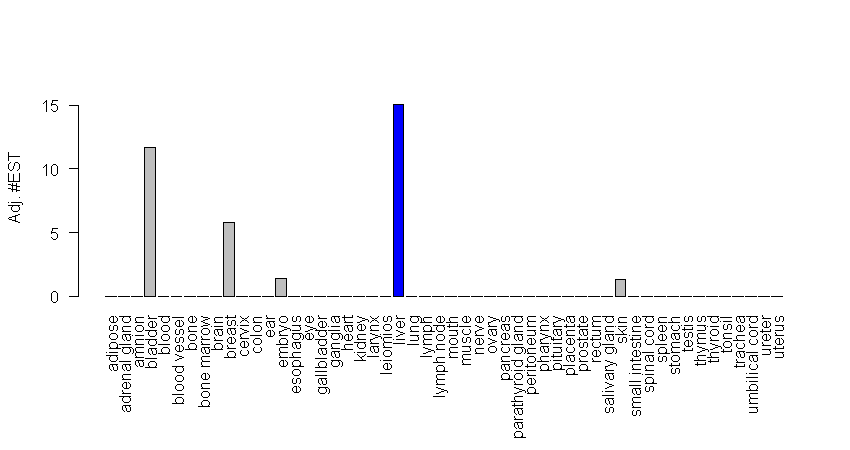 Adj. #EST
15
10
5
0
adipose
adrenal gland
amnion
bladder
blood
blood vessel
bone
bone marrow
brain
breast
cervix
colon
ear
embryo
esophagus
eye
gallbladder
ganglia
heart
kidney
larynx
leiomios
liver
lung
lymph
lymph node
mouth
muscle
nerve
ovary
pancreas
parathyroid gland
peritoneum
pharynx
pituitary
placenta
prostate
rectum
salivary gland
skin
small intestine
spinal cord
spleen
stomach
testis
thymus
thyroid
tonsil
trachea
umbilical cord
ureter
uterus